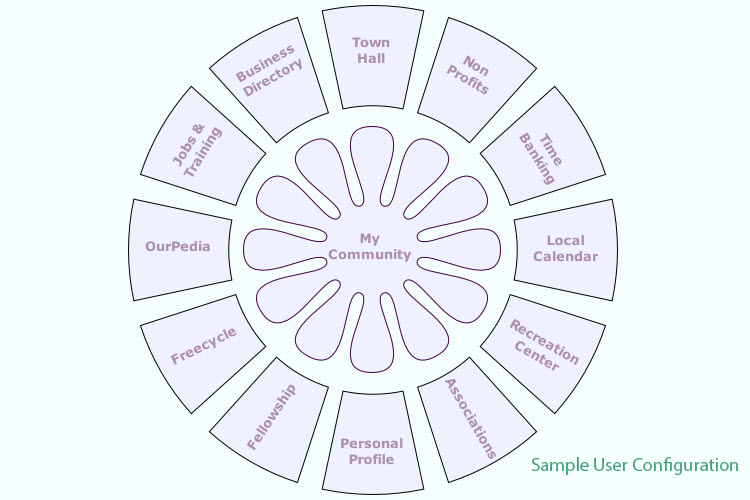 Town
Hall
Non
Profits
Time
Banking
Local
Calendar
Recreation
Center
Associations
Personal
Profile
Fellowship
Freecycle
OurPedia
Jobs &
Training
Business
Directory
My
Community
Sample User Configuration